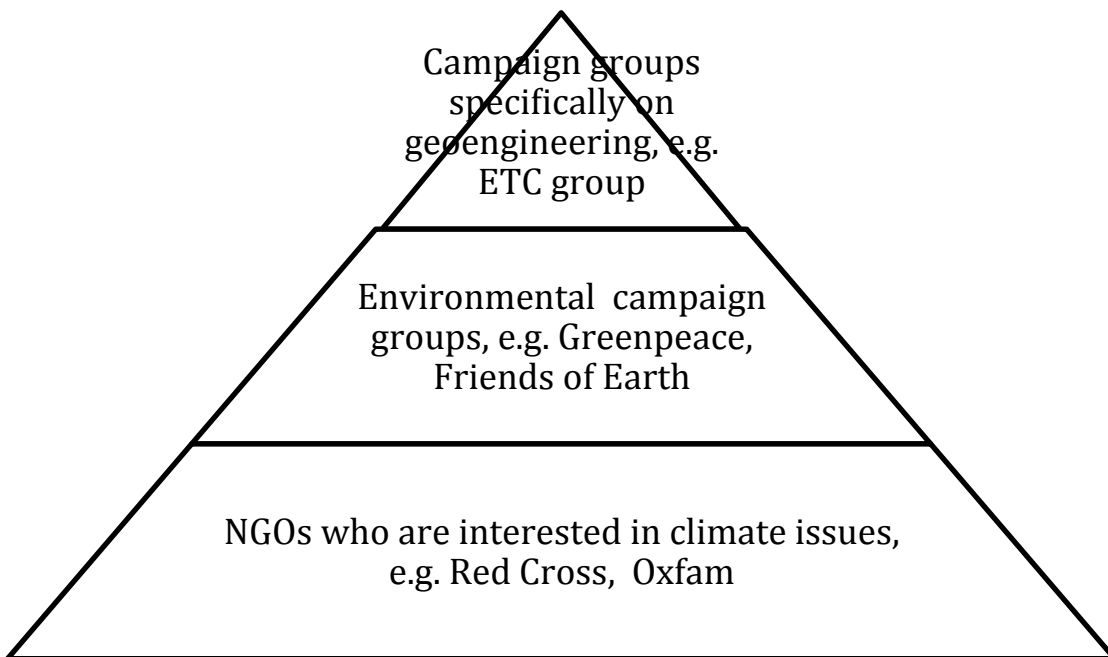 Campaign groups
specifically on
geoengineering, e.g.
ETC group
Environmental  campaign
groups, e.g. Greenpeace,
Friends of Earth
NGOs who are interested in climate issues,
e.g. Red Cross,  Oxfam